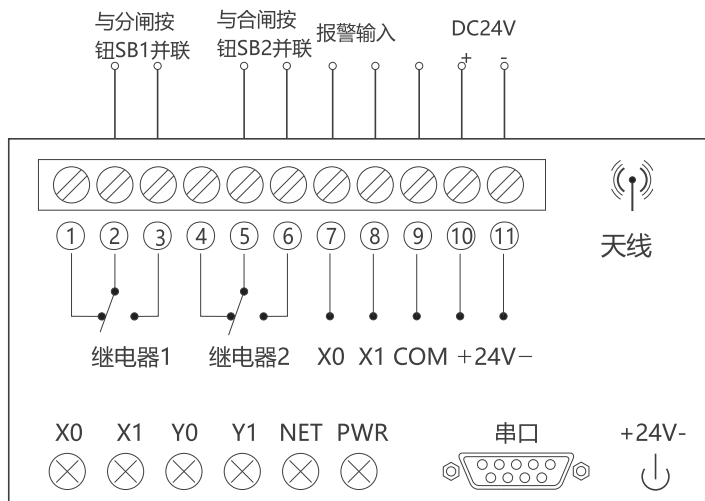 与分闸按
钮SB1并联
与合闸按
钮SB2并联
报警输入
DC24V
+ -
天线
1 2 3 4 5 6 7 8 9 10 11
继电器1 继电器2 X0 X1 COM +24V-
X0 X1 Y0 Y1 NET PWR 串口 +24V-